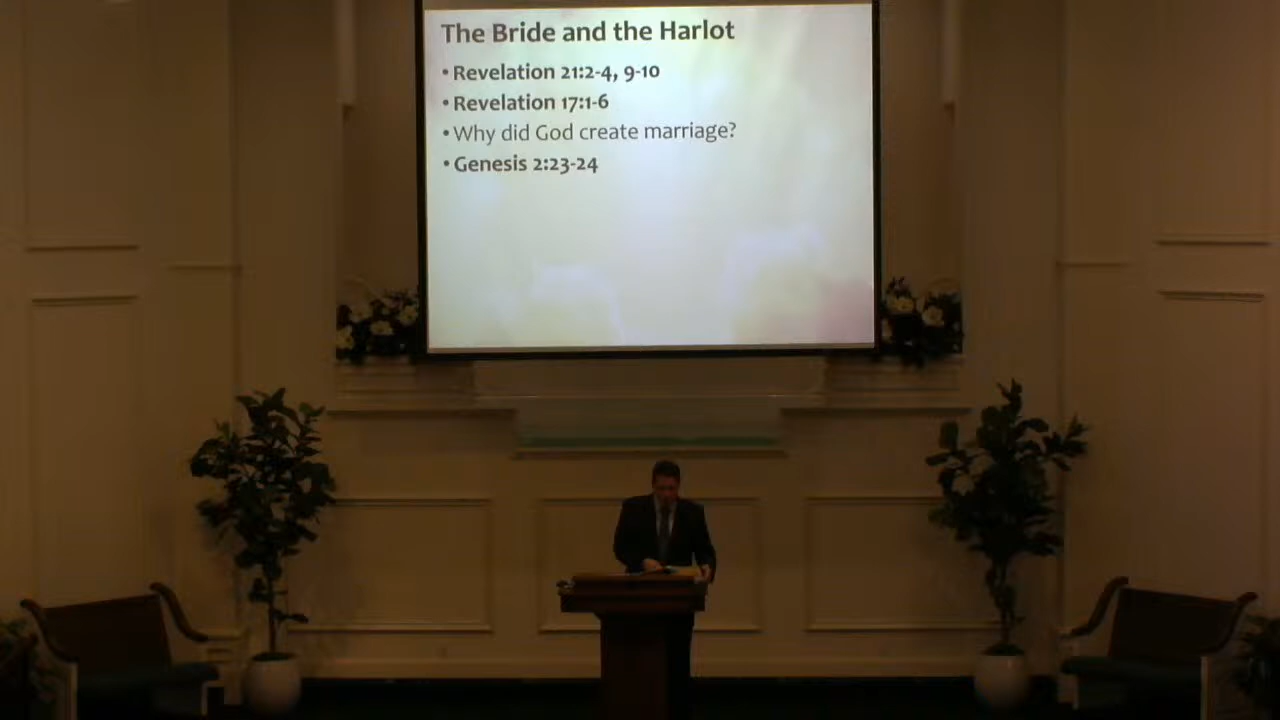 The Bride and the Harlot
• Revelation 21:2-4, 9-10
• Revelation 17:1-6
• Why did God create marriage?
• Genesis 2:23-24